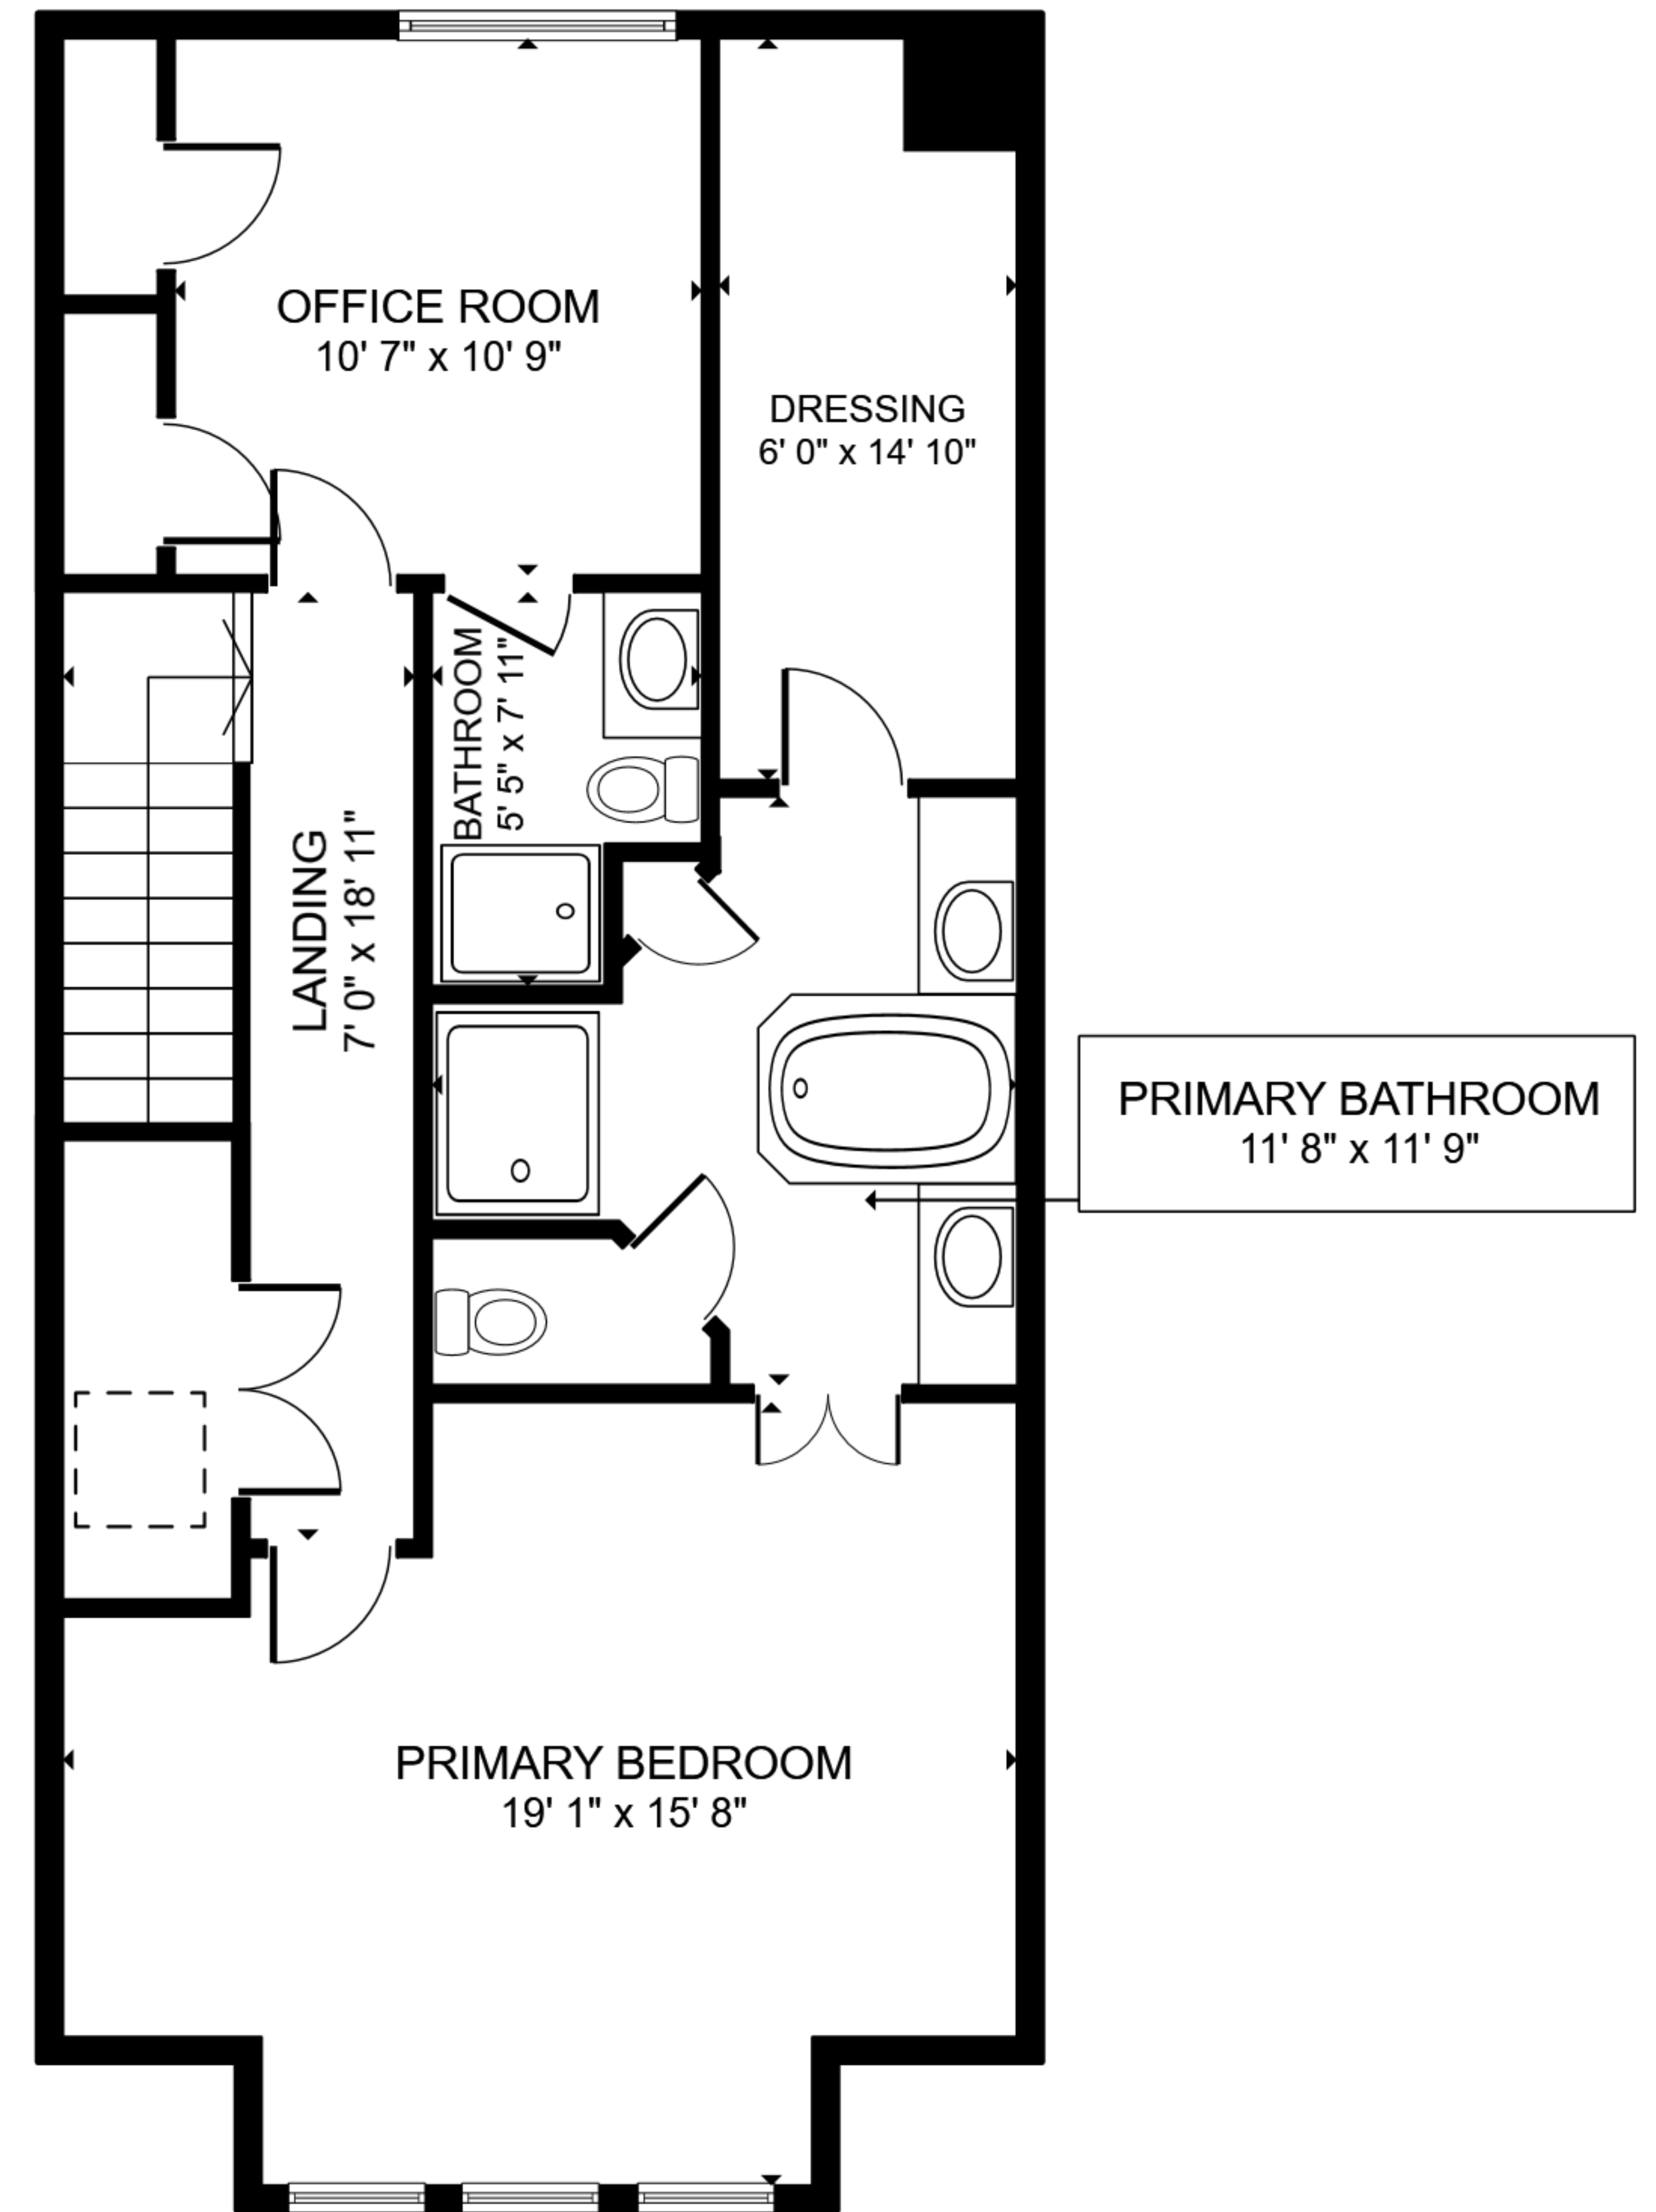 OFFICE ROOM
10' 7" x 10' 9"
DRESSING
6' 0" x 14' 10"
BATHROOM
5' 5" x 7' 11"
LANDING
7' 0" x 18' 11"
PRIMARY BATHROOM
11' 8" x 11' 9"
PRIMARY BEDROOM
19' 1" x 15' 8"